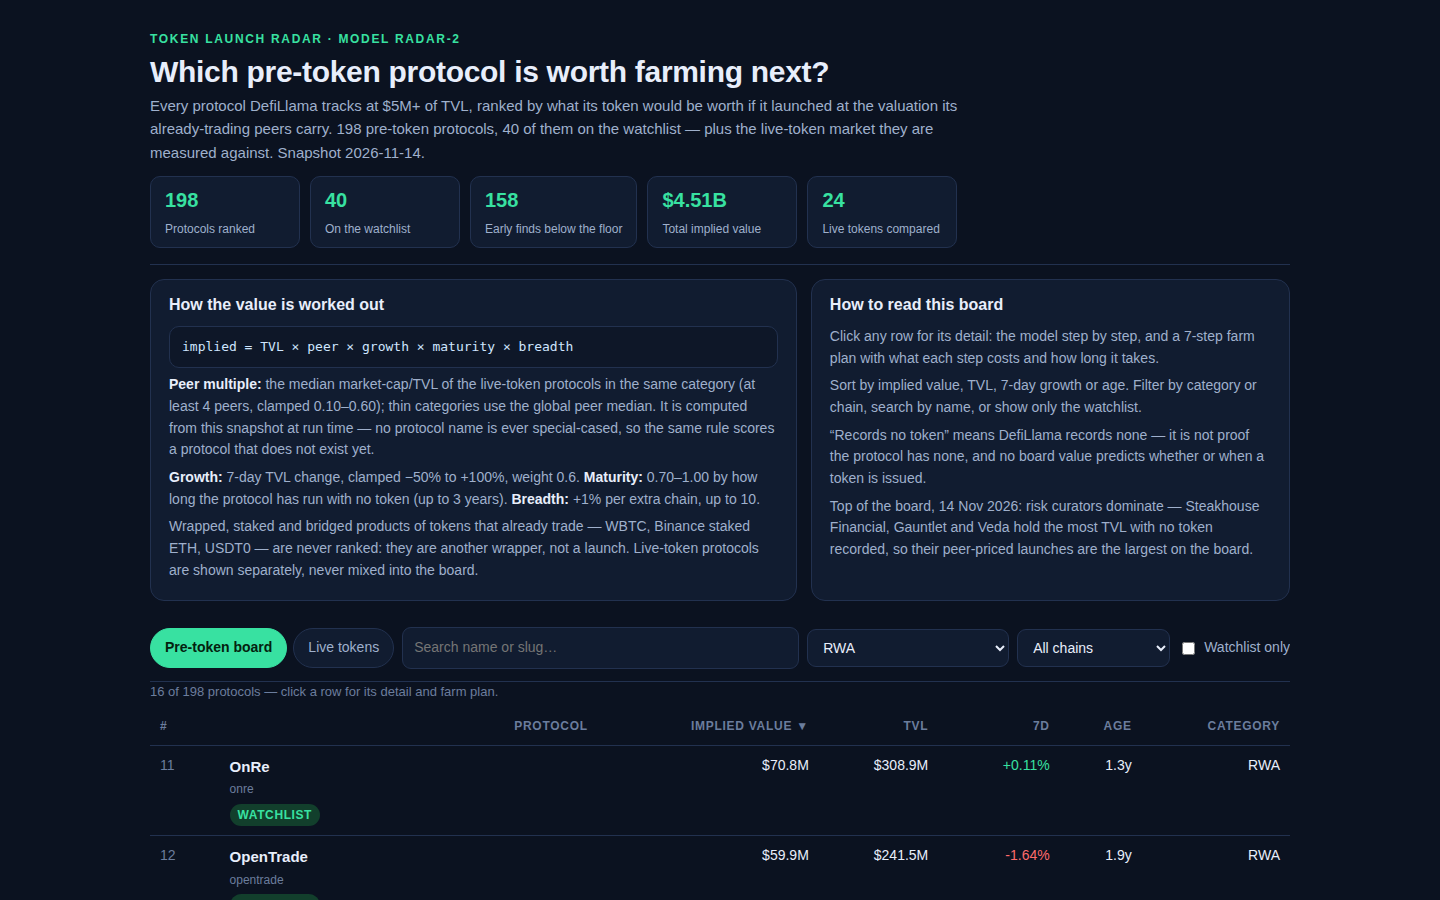 TOKEN LAUNCH RADAR · MODEL RADAR-2
Which pre-token protocol is worth farming next?
Every protocol DefiLlama tracks at $5M+ of TVL, ranked by what its token would be worth if it launched at the valuation its
already-trading peers carry. 198 pre-token protocols, 40 of them on the watchlist — plus the live-token market they are
measured against. Snapshot 2026-11-14.
198
Protocols ranked
40
On the watchlist
158
Early finds below the floor
$4.51B
Total implied value
24
Live tokens compared
How the value is worked out
implied = TVL × peer × growth × maturity × breadth
Peer multiple: the median market-cap/TVL of the live-token protocols in the same category (at
least 4 peers, clamped 0.10–0.60); thin categories use the global peer median. It is computed
from this snapshot at run time — no protocol name is ever special-cased, so the same rule scores
a protocol that does not exist yet.
Growth: 7-day TVL change, clamped −50% to +100%, weight 0.6. Maturity: 0.70–1.00 by how
long the protocol has run with no token (up to 3 years). Breadth: +1% per extra chain, up to 10.
Wrapped, staked and bridged products of tokens that already trade — WBTC, Binance staked
ETH, USDT0 — are never ranked: they are another wrapper, not a launch. Live-token protocols
are shown separately, never mixed into the board.
How to read this board
Click any row for its detail: the model step by step, and a 7-step farm
plan with what each step costs and how long it takes.
Sort by implied value, TVL, 7-day growth or age. Filter by category or
chain, search by name, or show only the watchlist.
“Records no token” means DefiLlama records none — it is not proof
the protocol has none, and no board value predicts whether or when a
token is issued.
Top of the board, 14 Nov 2026: risk curators dominate — Steakhouse
Financial, Gauntlet and Veda hold the most TVL with no token
recorded, so their peer-priced launches are the largest on the board.
Pre-token board Live tokens Search name or slug… RWA All chains Watchlist only
16 of 198 protocols — click a row for its detail and farm plan.
# PROTOCOL IMPLIED VALUE ▼ TVL 7D AGE CATEGORY
11 OnRe $70.8M $308.9M +0.11% 1.3y RWA
onre
WATCHLIST
12 OpenTrade $59.9M $241.5M -1.64% 1.9y RWA
opentrade